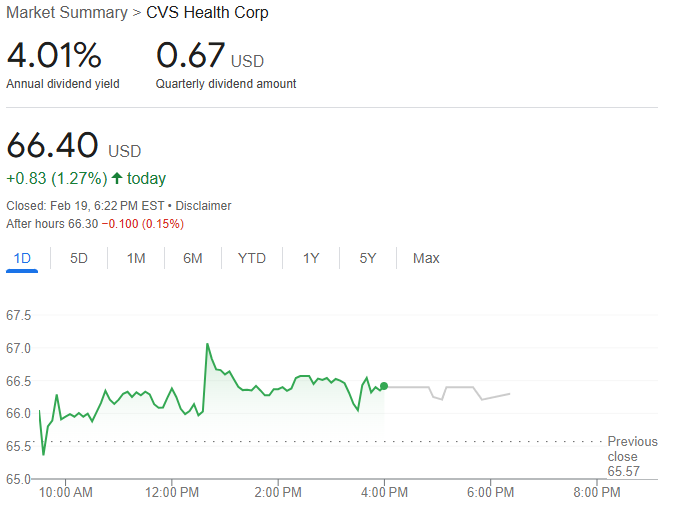 Market Summary > CVS Health Corp
4.01% 0.67 USD
Annual dividend yield Quarterly dividend amount
66.40 USD
+0.83 (1.27%) ↑ today
Closed: Feb 19, 6:22 PM EST • Disclaimer
After hours 66.30 −0.100 (0.15%)
1D 5D 1M 6M YTD 1Y 5Y Max
67.5
67.0
66.5
66.0
65.5
65.0
Previous
close
65.57
10:00 AM 12:00 PM 2:00 PM 4:00 PM 6:00 PM 8:00 PM